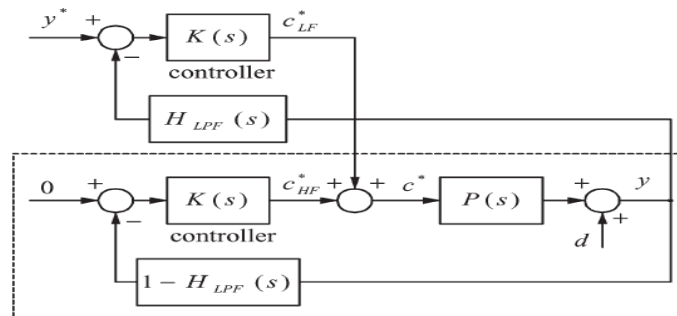 y* + − K(s) c*LF
controller
H LPF (s)
0 + − K(s) c*HF + + c* P(s) + + y
controller
d
1 − H LPF (s)